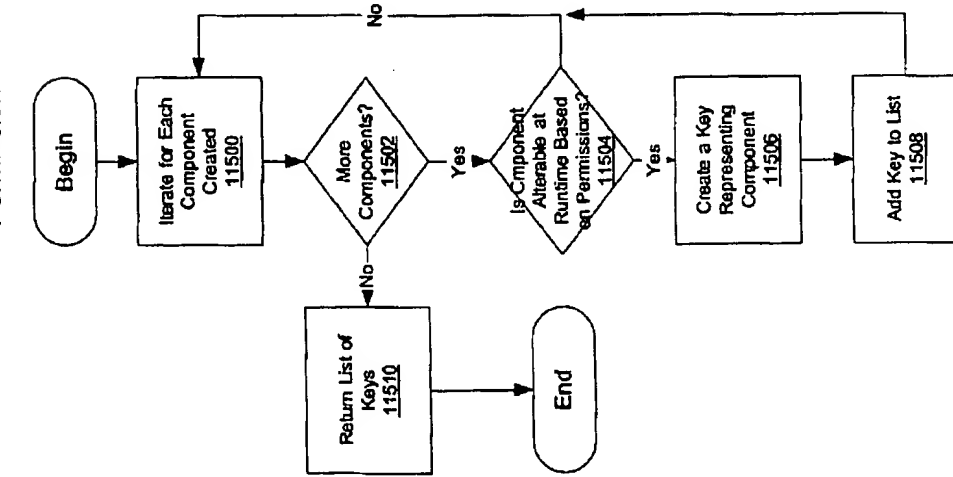 Begin
Iterate for Each
Component
Created
11500
More
Components?
11502
No
Yes
Is Cmponent
Alterable at
Runtime Based
on Permissions?
11504
No
Yes
Create a Key
Representing
Component
11506
Add Key to List
11508
Return List of
Keys
11510
End